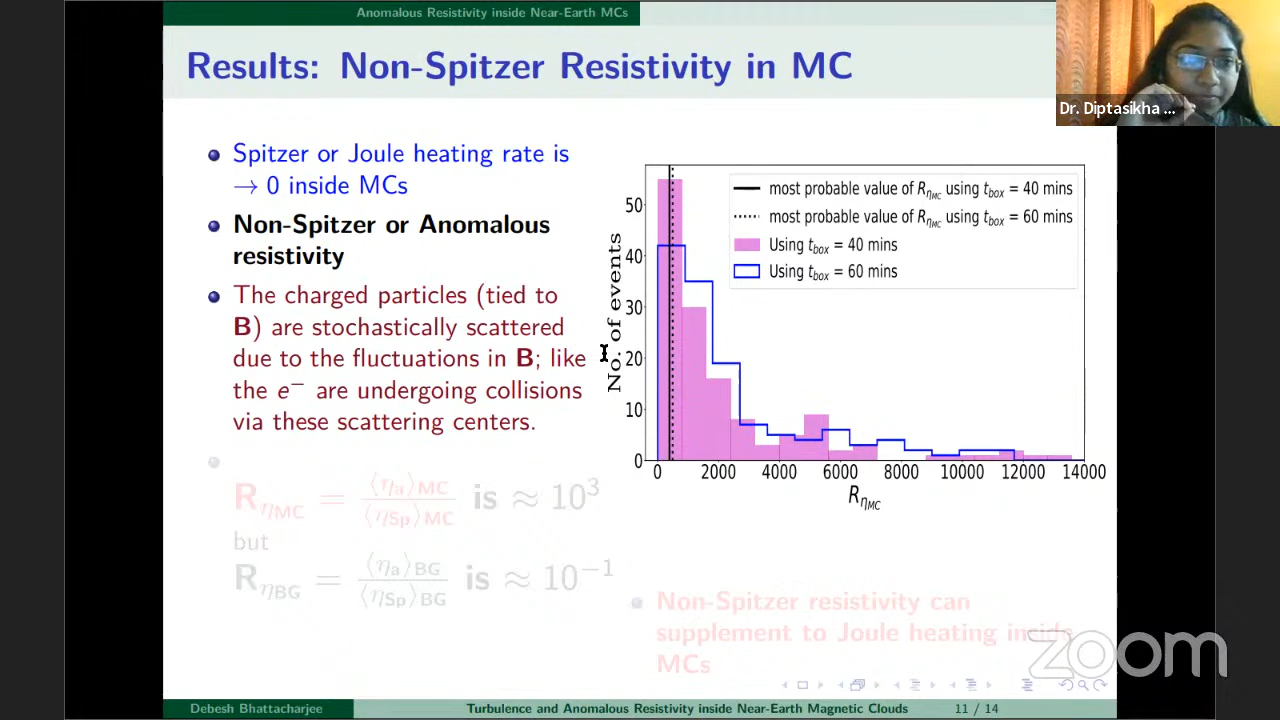 Anomalous Resistivity inside Near-Earth MCs
Results: Non-Spitzer Resistivity in MC
Dr. Diptasikha ...
Spitzer or Joule heating rate is
→ 0 inside MCs
Non-Spitzer or Anomalous
resistivity
The charged particles (tied to
B) are stochastically scattered
due to the fluctuations in B; like
the e⁻ are undergoing collisions
via these scattering centers.
R_ηMC = ⟨η_a⟩_MC / ⟨η_Sp⟩_MC is ≈ 10³
but
R_ηBG = ⟨η_a⟩_BG / ⟨η_Sp⟩_BG is ≈ 10⁻¹
most probable value of R_ηMC using t_box = 40 mins
most probable value of R_ηMC using t_box = 60 mins
Using t_box = 40 mins
Using t_box = 60 mins
No. of events
50
40
30
20
10
0
0 2000 4000 6000 8000 10000 12000 14000
R_ηMC
Non-Spitzer resistivity can
supplement to Joule heating inside
MCs
zoom
Debesh Bhattacharjee
Turbulence and Anomalous Resistivity inside Near-Earth Magnetic Clouds
11 / 14